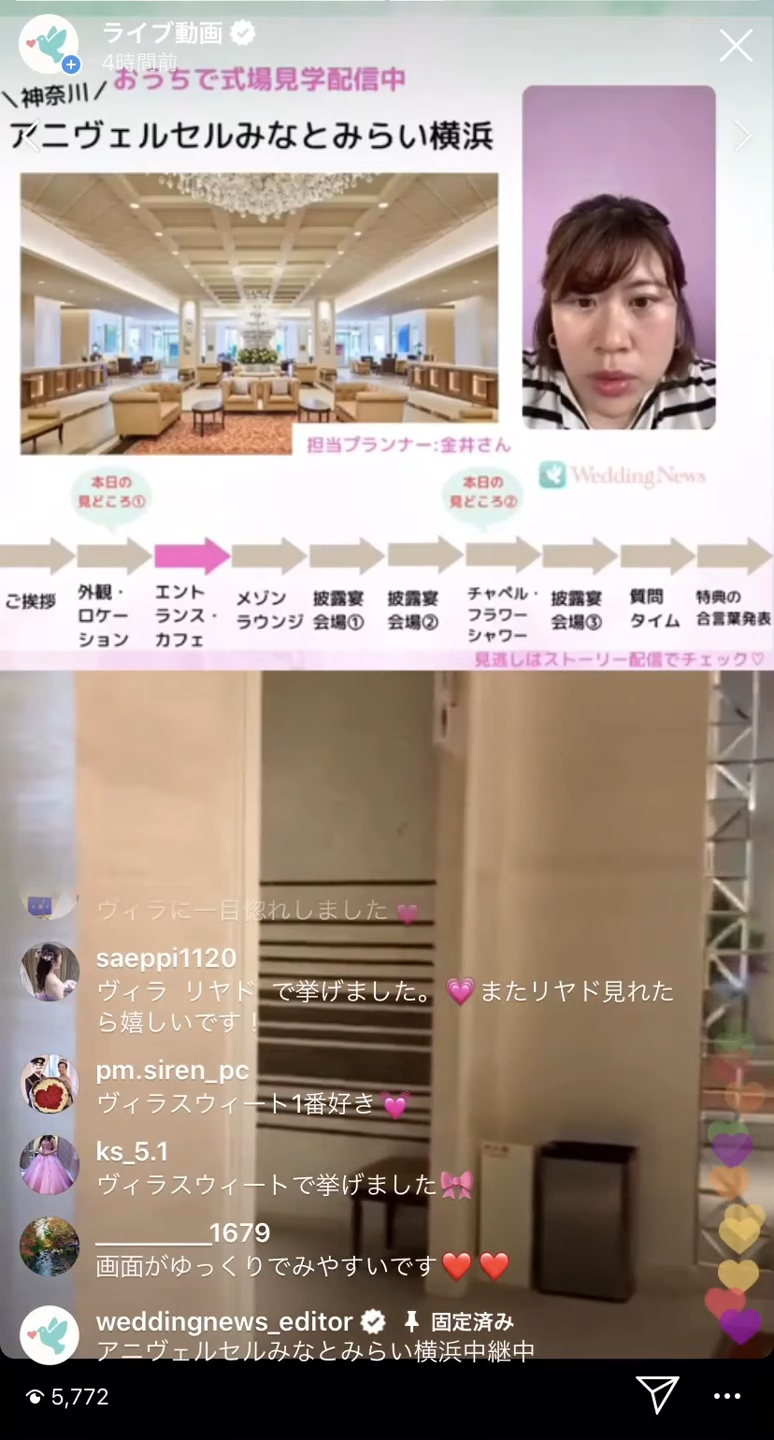 ライブ動画
4時間前
おうちで式場見学配信中
\神奈川/
アニヴェルセルみなとみらい横浜
担当プランナー:金井さん
WeddingNews
本日の
見どころ①
本日の
見どころ②
ご挨拶
外観・
ロケー
ション
エント
ランス・
カフェ
メゾン
ラウンジ
披露宴
会場①
披露宴
会場②
チャペル・
フラワー
シャワー
披露宴
会場③
質問
タイム
特典の
合言葉発表
見逃しはストーリー配信でチェック♡
ヴィラに一目惚れしました💗
saeppi1120
ヴィラ リヤド で挙げました。💗またリヤド見れた
ら嬉しいです！
pm.siren_pc
ヴィラスウィート1番好き💓
ks_5.1
ヴィラスウィートで挙げました🎀
__________1679
画面がゆっくりでみやすいです❤️❤️
weddingnews_editor 固定済み
アニヴェルセルみなとみらい横浜中継中
5,772